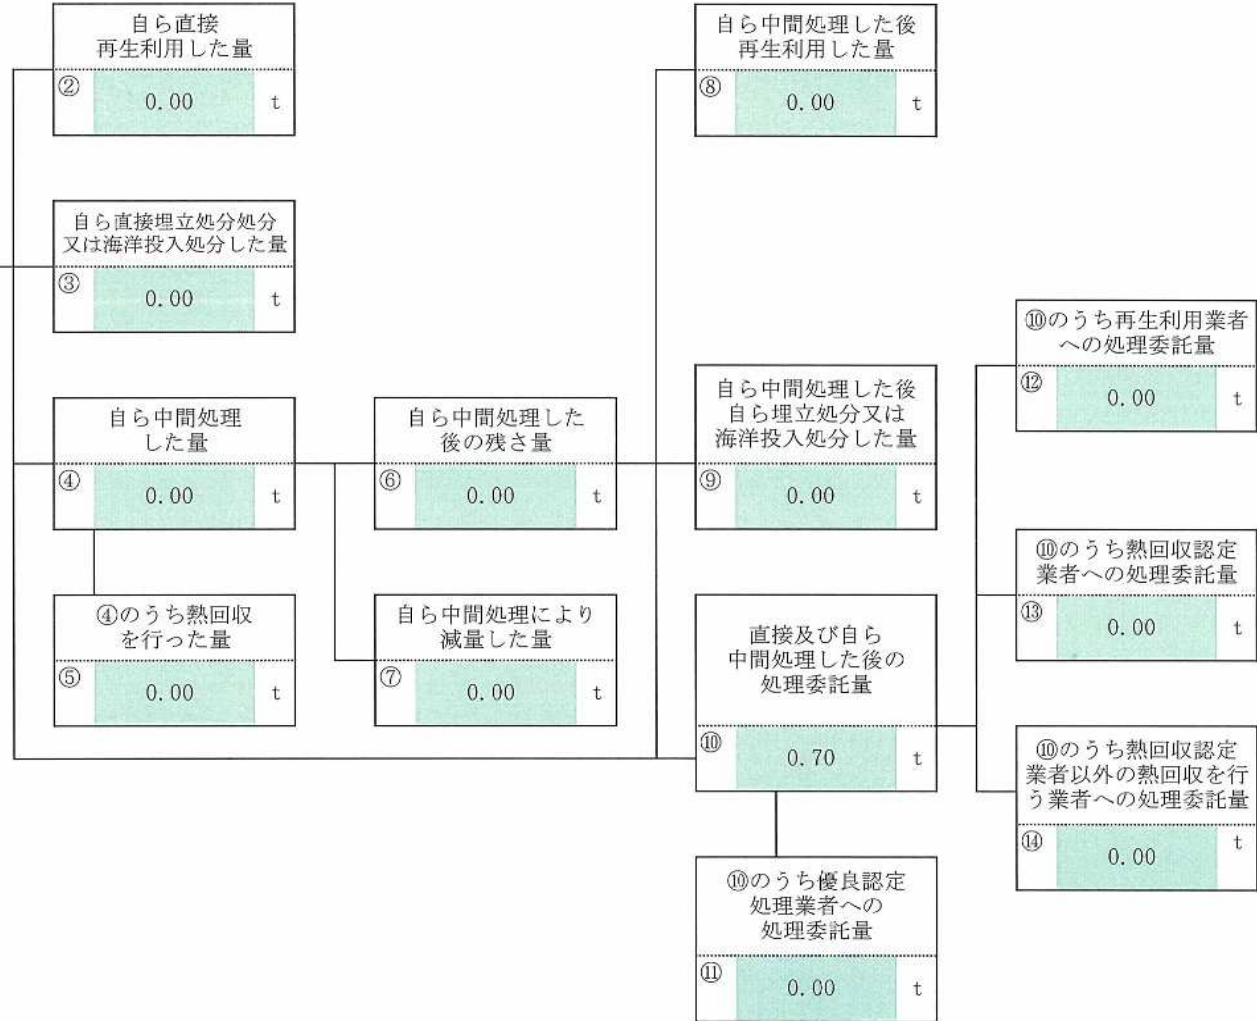 自ら直接
再生利用した量
② 0.00 t
自ら中間処理した後
再生利用した量
⑧ 0.00 t
自ら直接埋立処分処分
又は海洋投入処分した量
③ 0.00 t
⑩のうち再生利用業者
への処理委託量
⑫ 0.00 t
自ら中間処理
した量
④ 0.00 t
自ら中間処理した
後の残さ量
⑥ 0.00 t
自ら中間処理した後
自ら埋立処分又は
海洋投入処分した量
⑨ 0.00 t
⑩のうち熱回収認定
業者への処理委託量
⑬ 0.00 t
④のうち熱回収
を行った量
⑤ 0.00 t
自ら中間処理により
減量した量
⑦ 0.00 t
直接及び自ら
中間処理した後の
処理委託量
⑩ 0.70 t
⑩のうち熱回収認定
業者以外の熱回収を行
う業者への処理委託量
⑭ 0.00 t
⑩のうち優良認定
処理業者への
処理委託量
⑪ 0.00 t